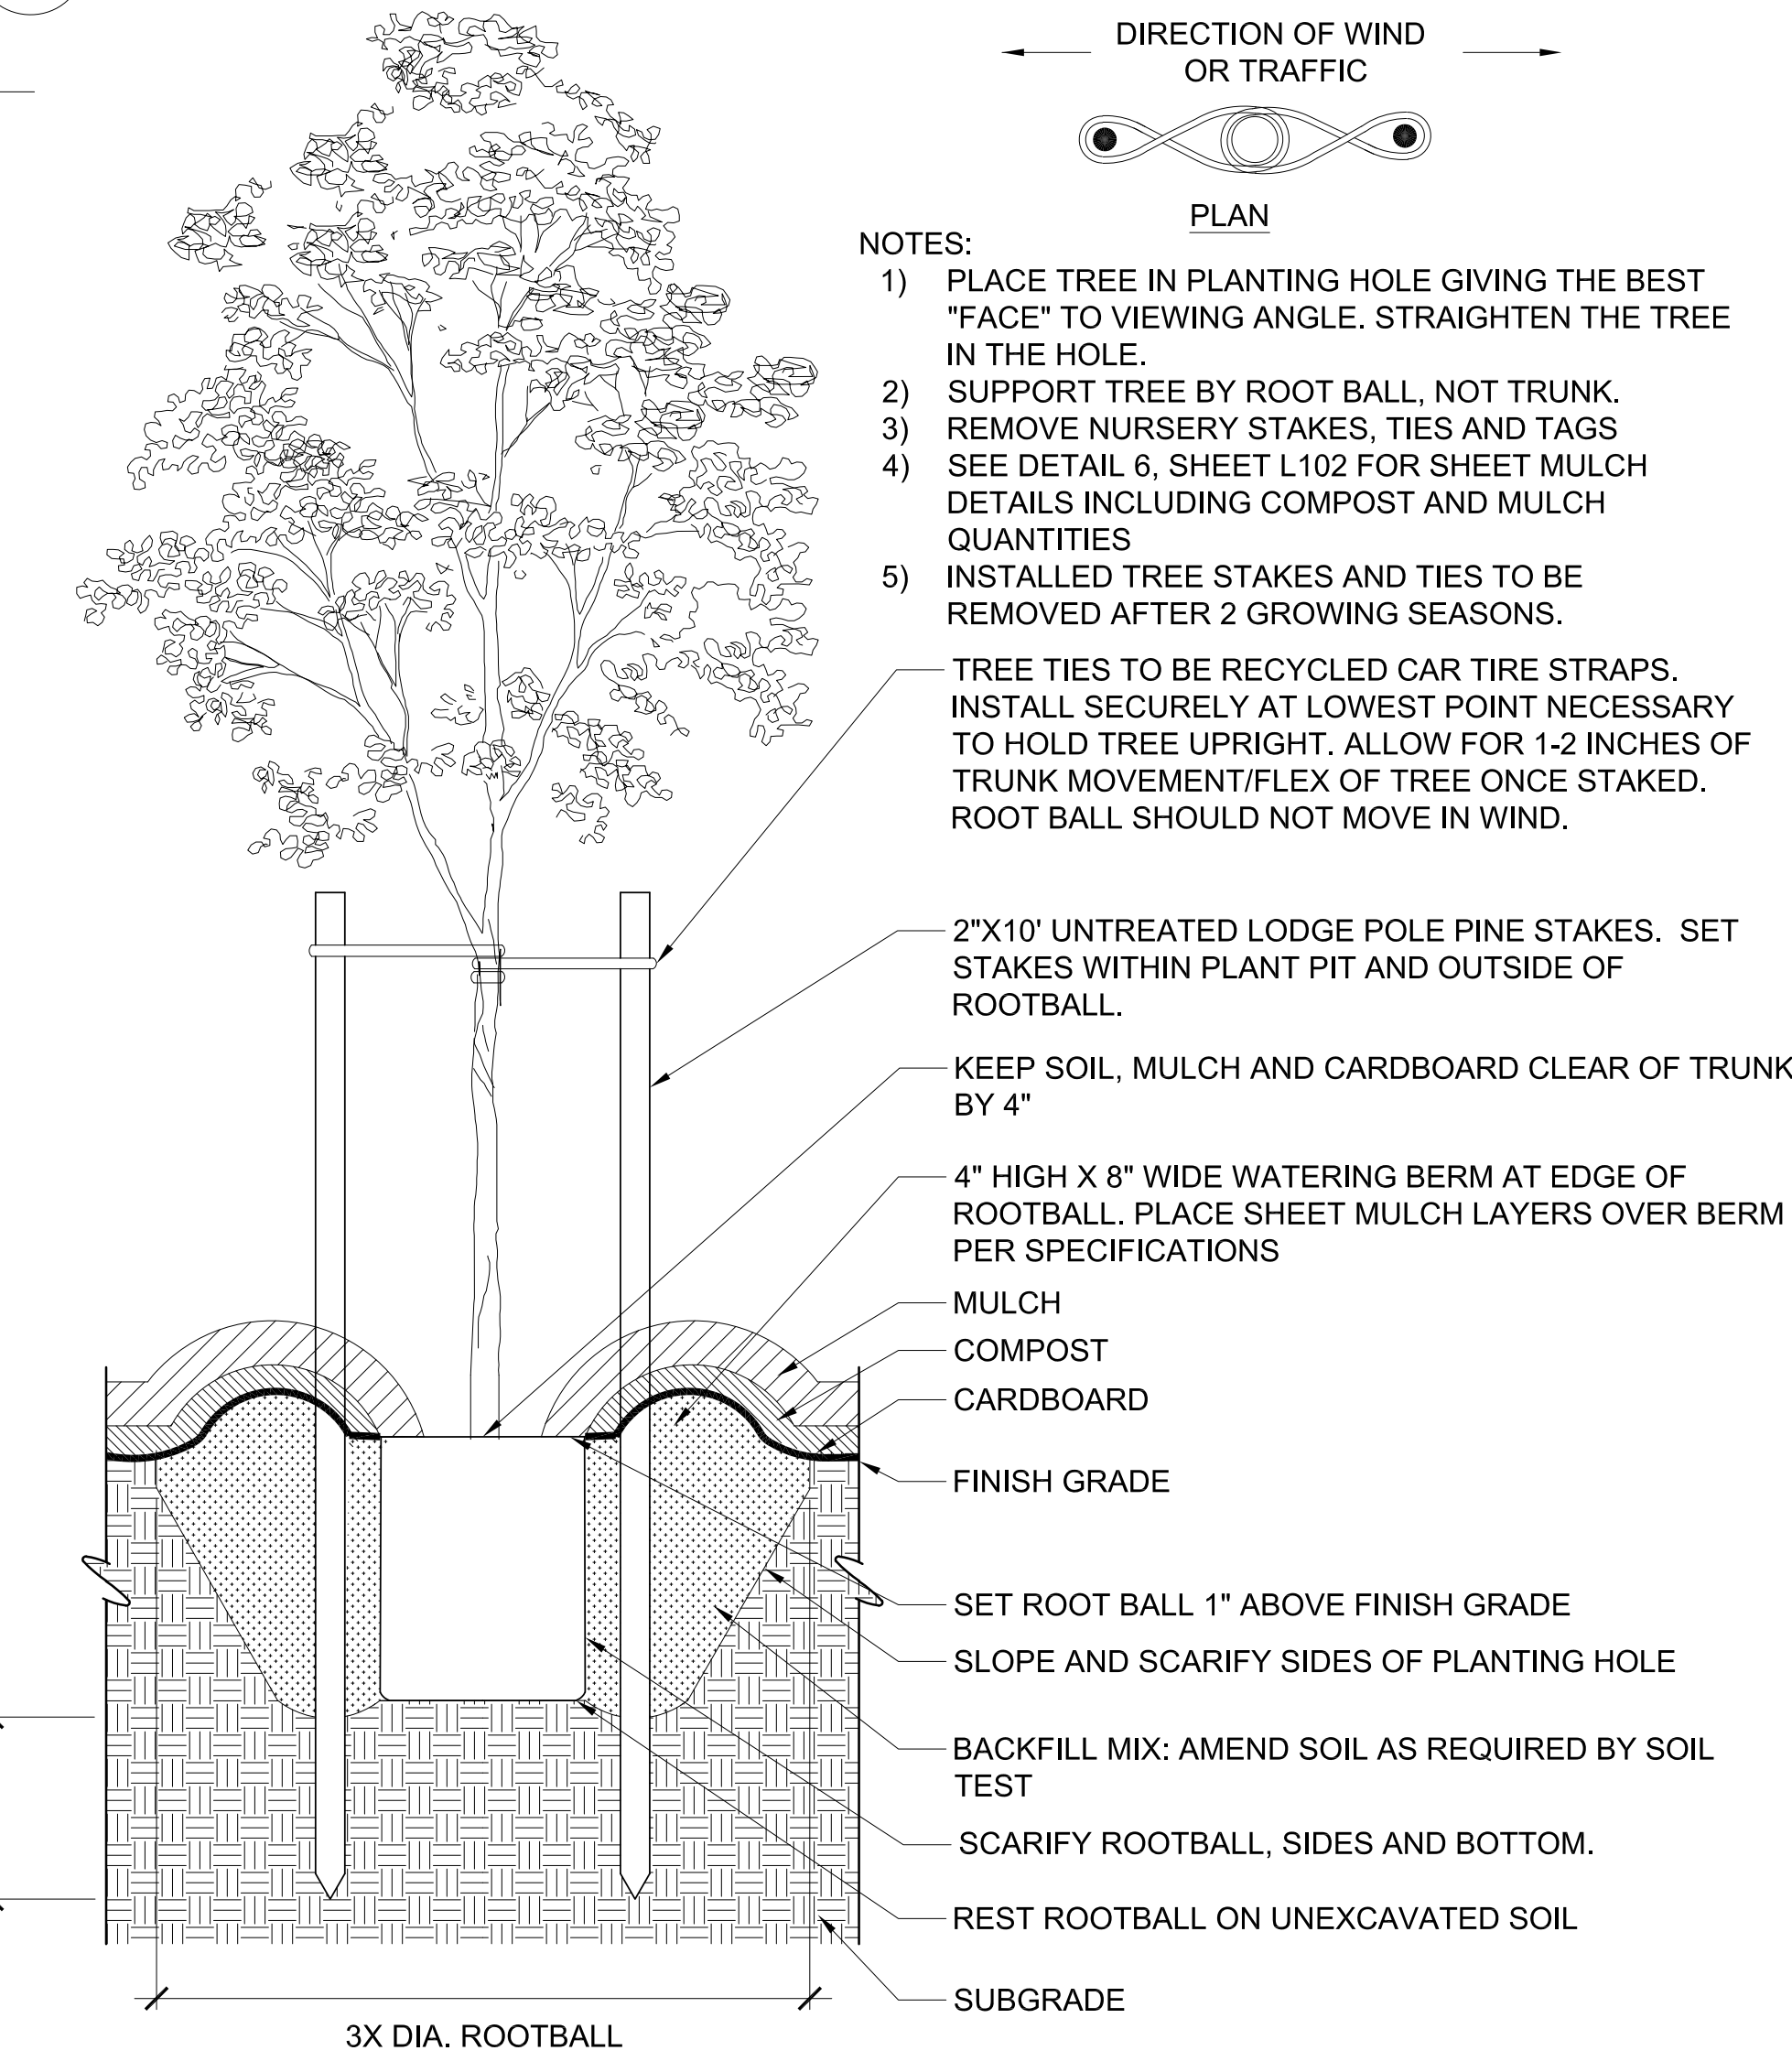 DIRECTION OF WIND
OR TRAFFIC
PLAN
NOTES:
1) PLACE TREE IN PLANTING HOLE GIVING THE BEST
"FACE" TO VIEWING ANGLE. STRAIGHTEN THE TREE
IN THE HOLE.
2) SUPPORT TREE BY ROOT BALL, NOT TRUNK.
3) REMOVE NURSERY STAKES, TIES AND TAGS
4) SEE DETAIL 6, SHEET L102 FOR SHEET MULCH
DETAILS INCLUDING COMPOST AND MULCH
QUANTITIES
5) INSTALLED TREE STAKES AND TIES TO BE
REMOVED AFTER 2 GROWING SEASONS.
TREE TIES TO BE RECYCLED CAR TIRE STRAPS.
INSTALL SECURELY AT LOWEST POINT NECESSARY
TO HOLD TREE UPRIGHT. ALLOW FOR 1-2 INCHES OF
TRUNK MOVEMENT/FLEX OF TREE ONCE STAKED.
ROOT BALL SHOULD NOT MOVE IN WIND.
2"X10' UNTREATED LODGE POLE PINE STAKES. SET
STAKES WITHIN PLANT PIT AND OUTSIDE OF
ROOTBALL.
KEEP SOIL, MULCH AND CARDBOARD CLEAR OF TRUNK
BY 4"
4" HIGH X 8" WIDE WATERING BERM AT EDGE OF
ROOTBALL. PLACE SHEET MULCH LAYERS OVER BERM
PER SPECIFICATIONS
MULCH
COMPOST
CARDBOARD
FINISH GRADE
SET ROOT BALL 1" ABOVE FINISH GRADE
SLOPE AND SCARIFY SIDES OF PLANTING HOLE
BACKFILL MIX: AMEND SOIL AS REQUIRED BY SOIL
TEST
SCARIFY ROOTBALL, SIDES AND BOTTOM.
REST ROOTBALL ON UNEXCAVATED SOIL
SUBGRADE
3X DIA. ROOTBALL